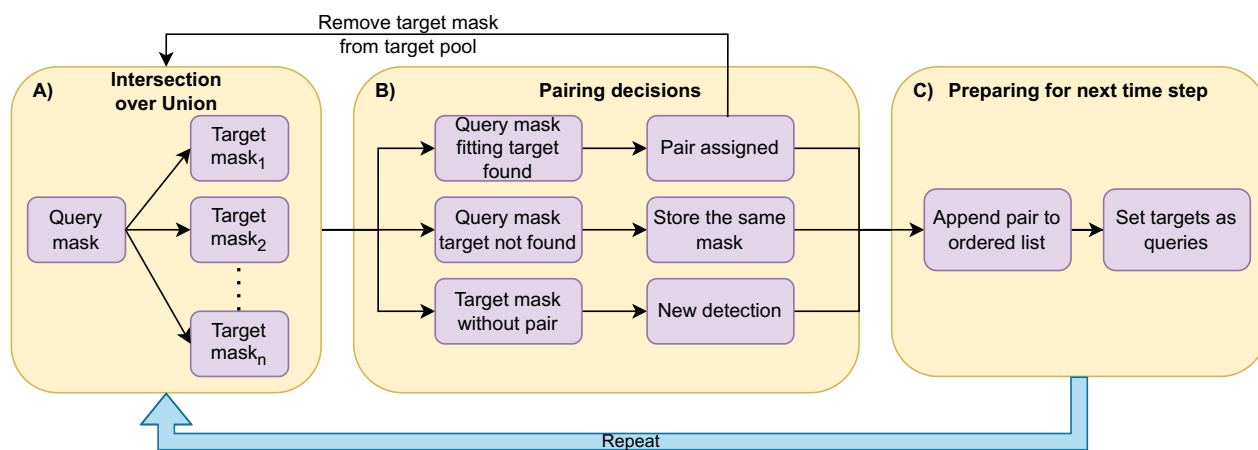 Remove target mask
from target pool
A)
Intersection
over Union
Query
mask
Target
mask1
Target
mask2
Target
maskn
B)
Pairing decisions
Query mask
fitting target
found
Pair assigned
Query mask
target not found
Store the same
mask
Target mask
without pair
New detection
C)
Preparing for next time step
Append pair to
ordered list
Set targets as
queries
Repeat